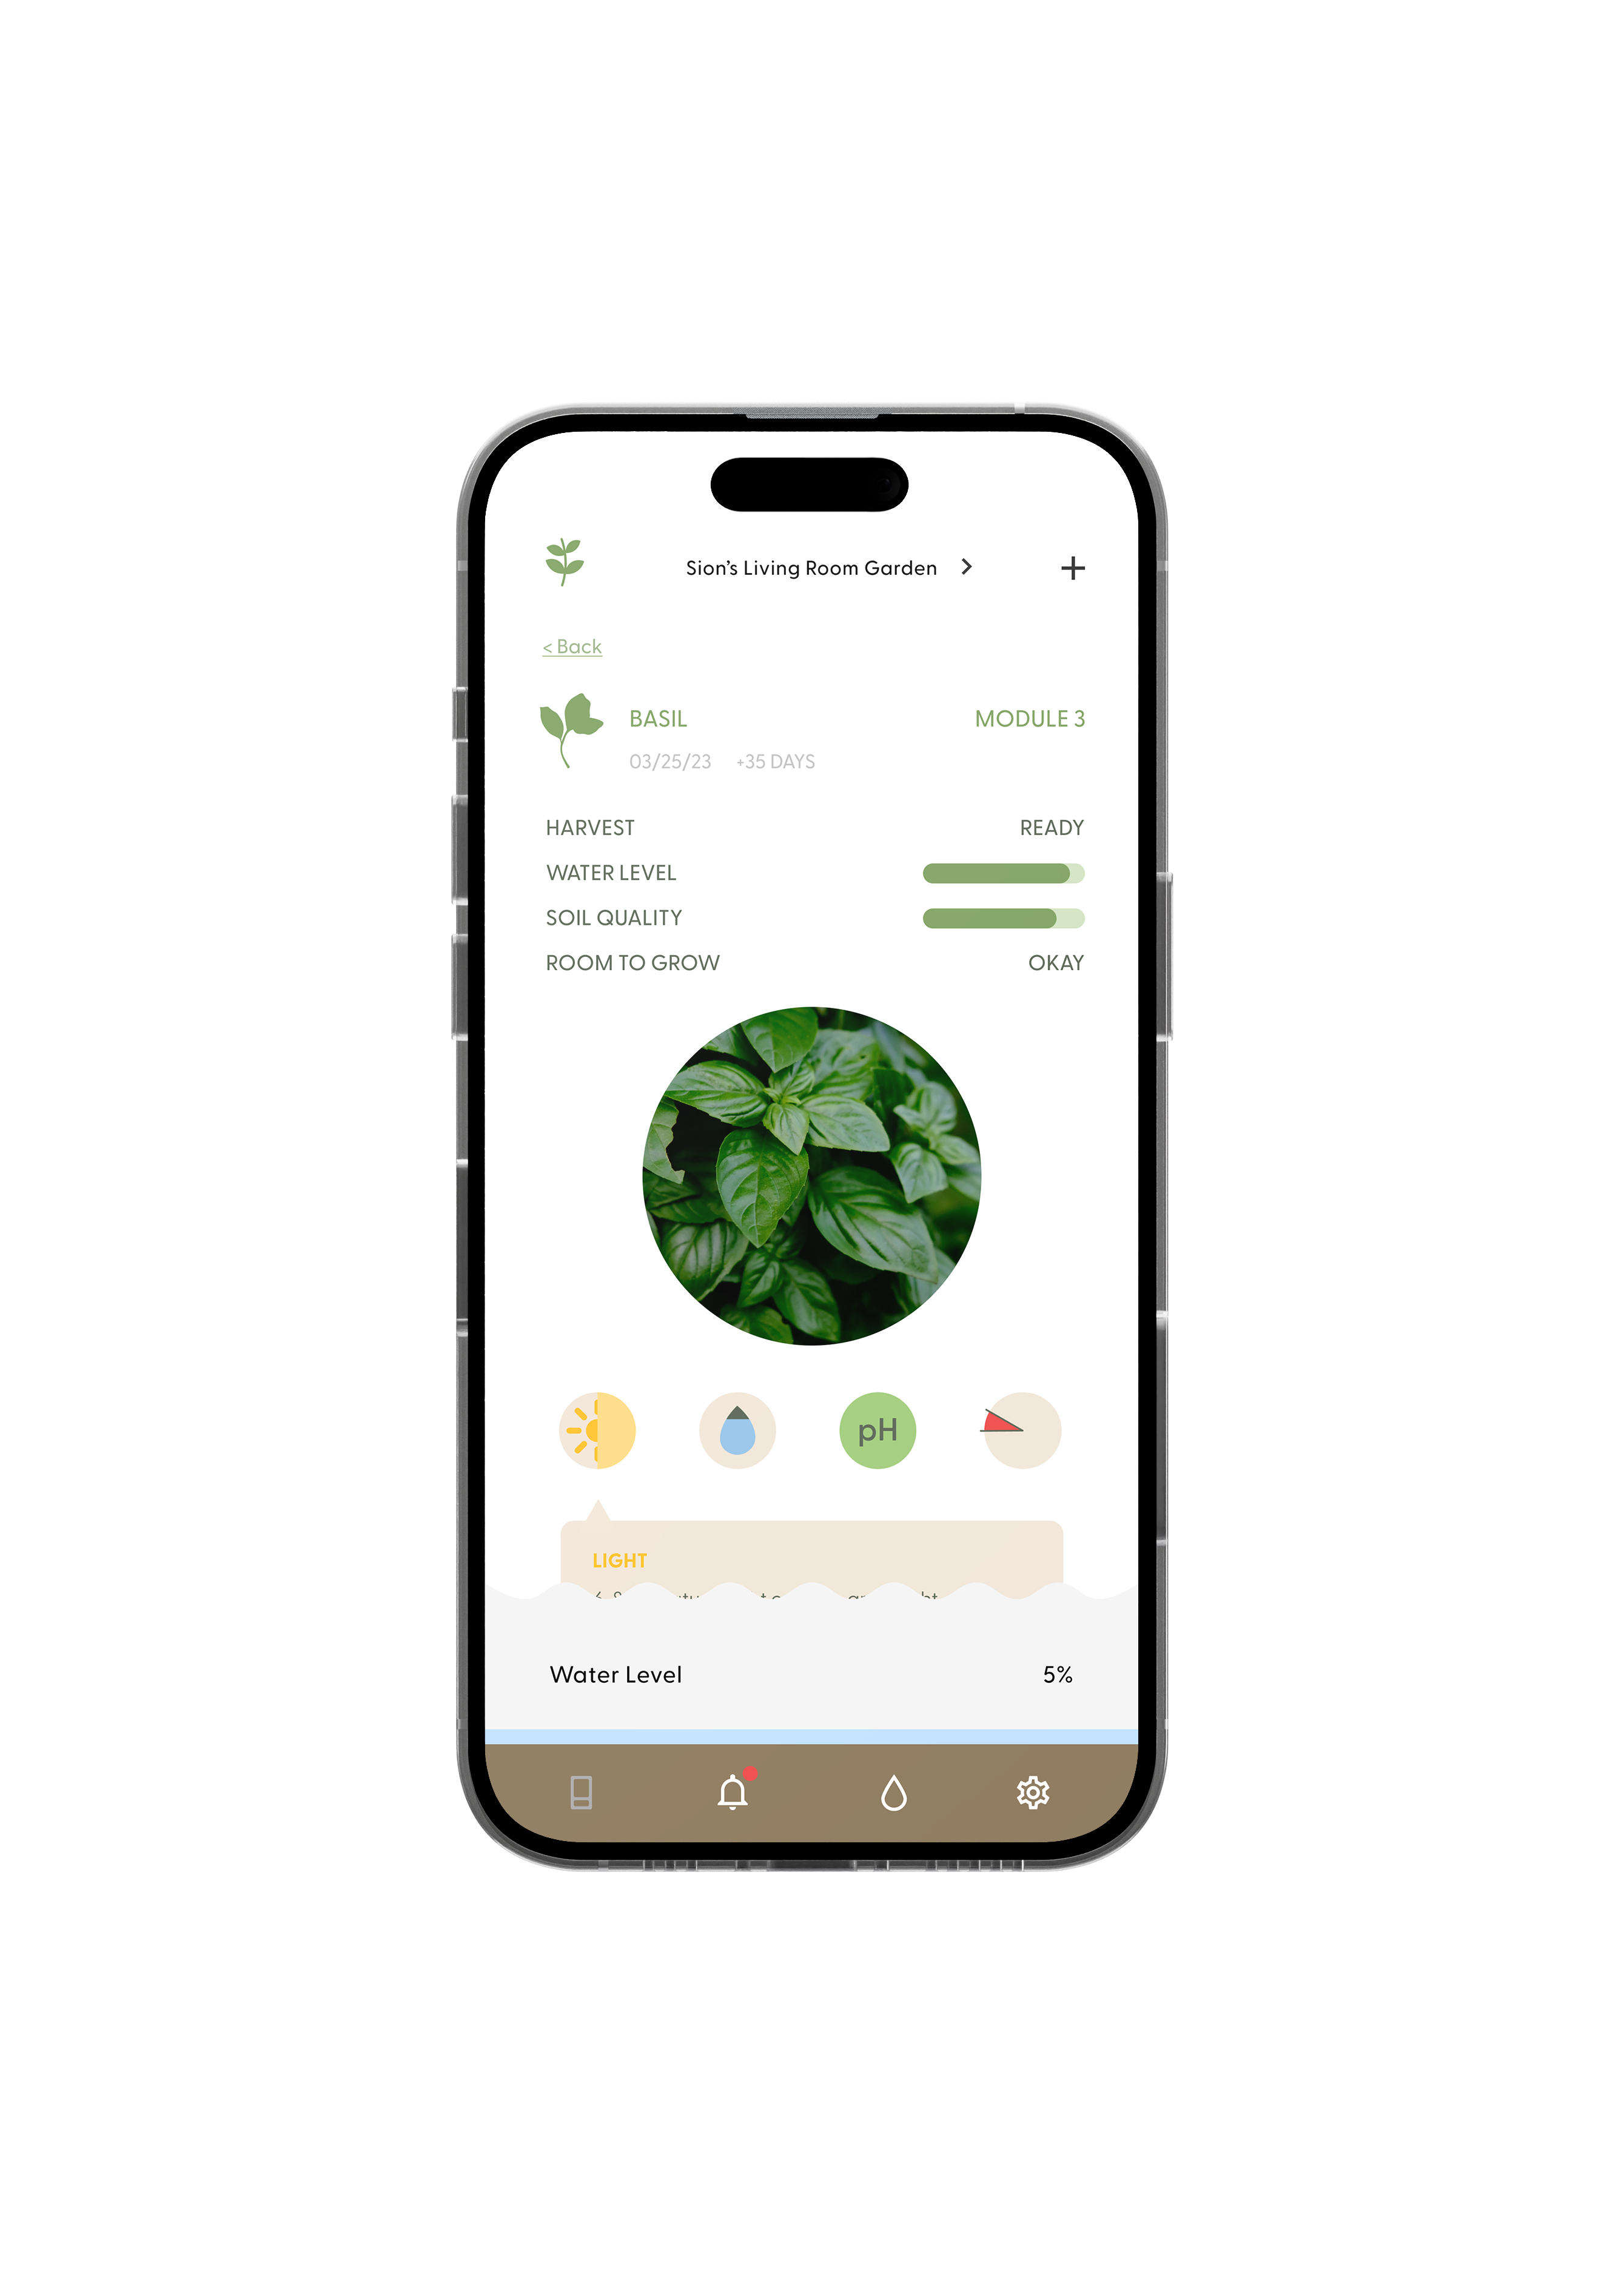 Sion's Living Room Garden
< Back
BASIL
MODULE 3
03/25/23 +35 DAYS
HARVEST READY
WATER LEVEL
SOIL QUALITY
ROOM TO GROW OKAY
pH
LIGHT
Water Level 5%